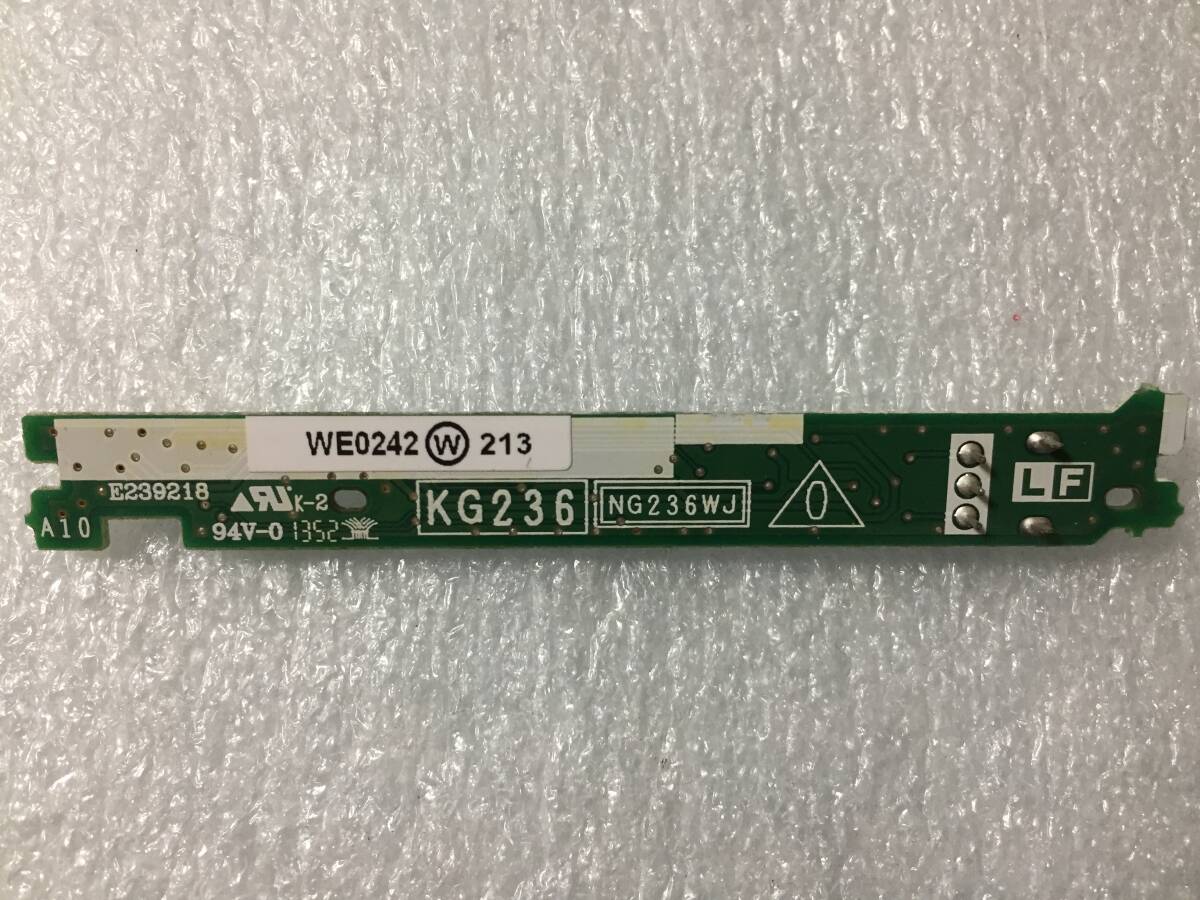 WE0242 W 213
E239218
K-2
KG236
NG236WJ
0
LF
A10
94V-0 1352